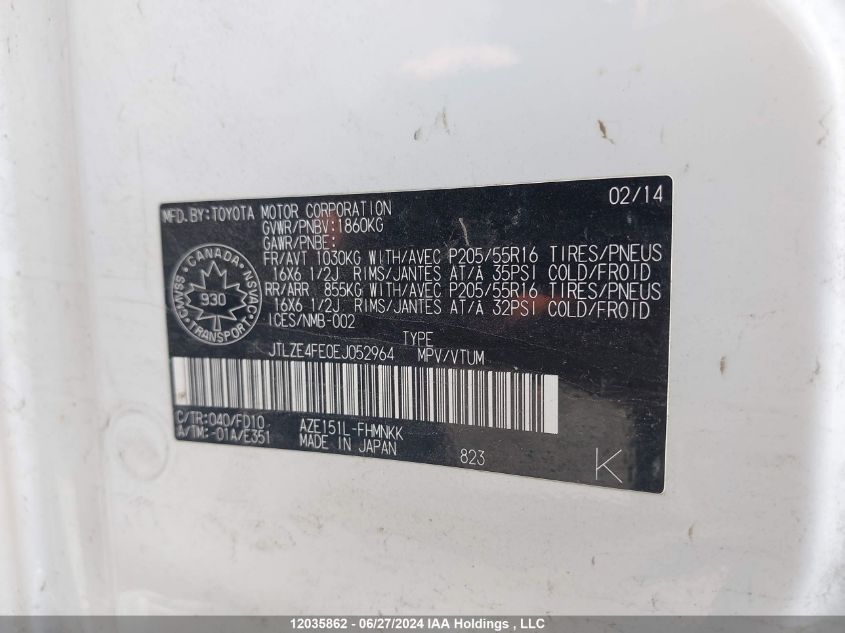 02/14
MFD.BY:TOYOTA MOTOR CORPORATION
GVWR/PNBV:1860KG
GAWR/PNBE:
FR/AVT 1030KG WITH/AVEC P205/55R16 TIRES/PNEUS
16X6 1/2J RIMS/JANTES AT/À 35PSI COLD/FROID
RR/ARR 855KG WITH/AVEC P205/55R16 TIRES/PNEUS
16X6 1/2J RIMS/JANTES AT/À 32PSI COLD/FROID
ICES/NMB-002
CANADA
CMVSS
NSVAC
930
TRANSPORT
TYPE
JTLZE4FE0EJ052964 MPV/VTUM
C/TR:040/FD10 AZE151L-FHMNKK
A/TM:-01A/E351 MADE IN JAPAN
823
K
12035862 - 06/27/2024 IAA Holdings , LLC